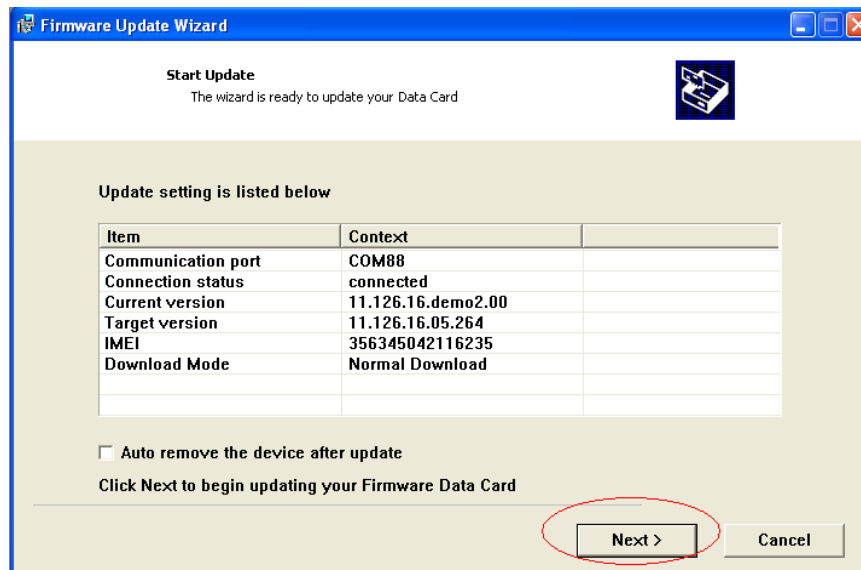 Firmware Update Wizard
Start Update
The wizard is ready to update your Data Card
Update setting is listed below
Item Context
Communication port COM88
Connection status connected
Current version 11.126.16.demo2.00
Target version 11.126.16.05.264
IMEI 356345042116235
Download Mode Normal Download
Auto remove the device after update
Click Next to begin updating your Firmware Data Card
Next > Cancel